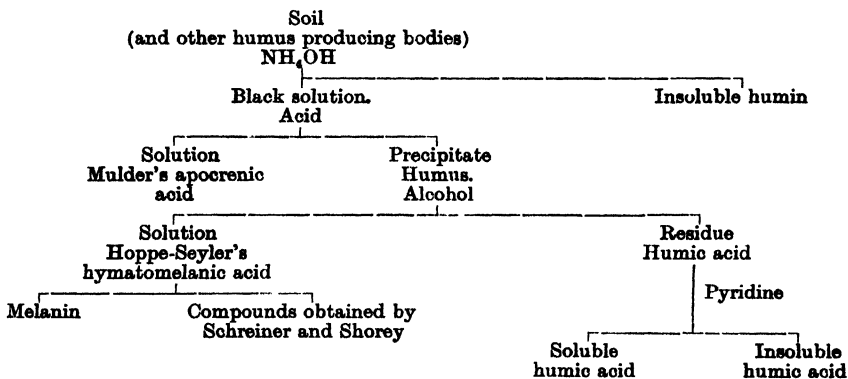 Soil
(and other humus producing bodies)
NH₄OH
Black solution.
Acid
Insoluble humin
Solution
Mulder's apocrenic
acid
Precipitate
Humus.
Alcohol
Solution
Hoppe-Seyler's
hymatomelanic acid
Residue
Humic acid
Melanin
Compounds obtained by
Schreiner and Shorey
Pyridine
Soluble
humic acid
Insoluble
humic acid